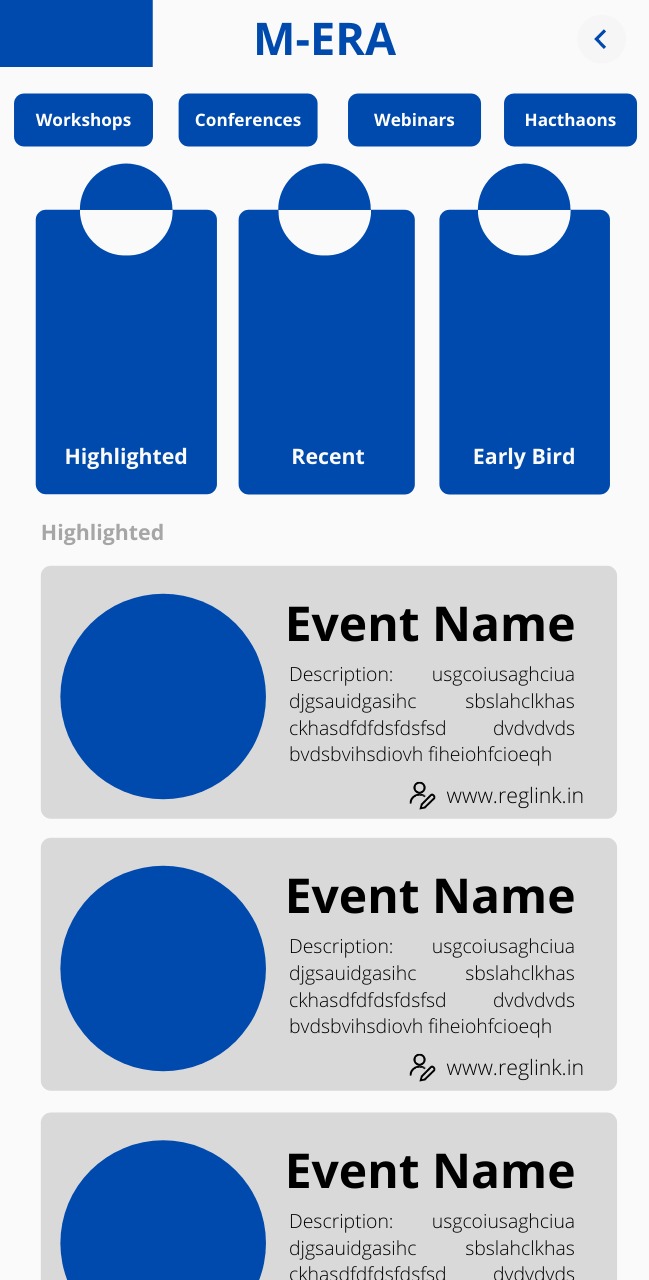 M-ERA
Workshops
Conferences
Webinars
Hacthaons
Highlighted
Recent
Early Bird
Highlighted
Event Name
Description: usgcoiusaghciua
djgsauidgasihc sbslahclkhas
ckhasdfdfdsfdsfsd dvdvdvds
bvdsbvihsdiovh fiheiohfcioeqh
www.reglink.in
Event Name
Description: usgcoiusaghciua
djgsauidgasihc sbslahclkhas
ckhasdfdfdsfdsfsd dvdvdvds
bvdsbvihsdiovh fiheiohfcioeqh
www.reglink.in
Event Name
Description: usgcoiusaghciua
djgsauidgasihc sbslahclkhas
ckhasdfdfdsfdsfsd dvdvdvds